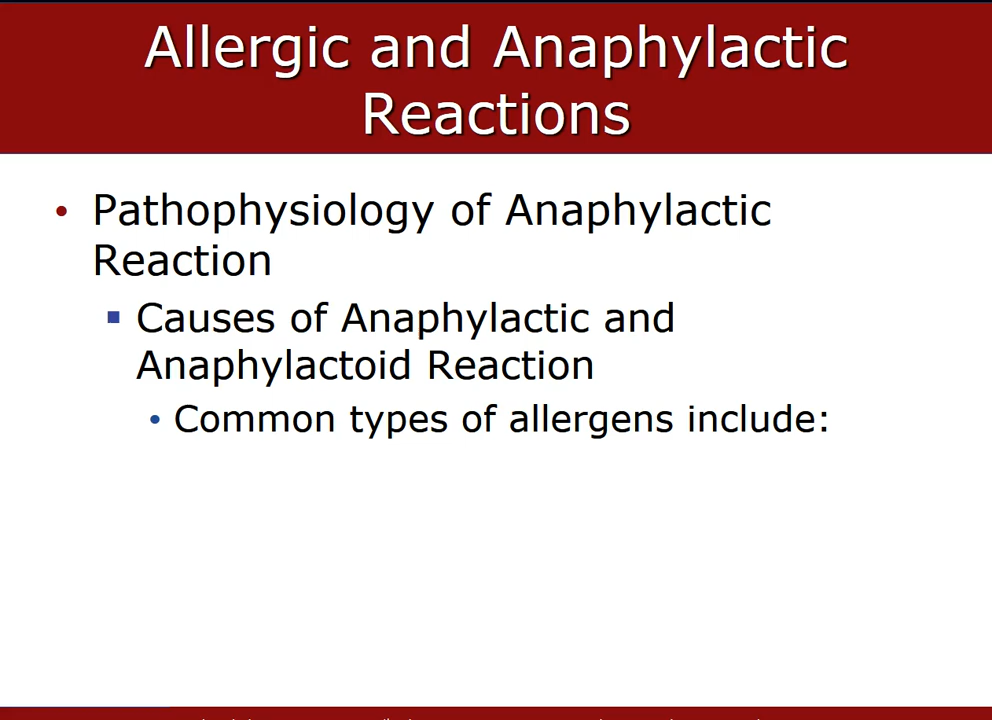 Allergic and Anaphylactic
Reactions
• Pathophysiology of Anaphylactic
Reaction
▪ Causes of Anaphylactic and
Anaphylactoid Reaction
• Common types of allergens include: